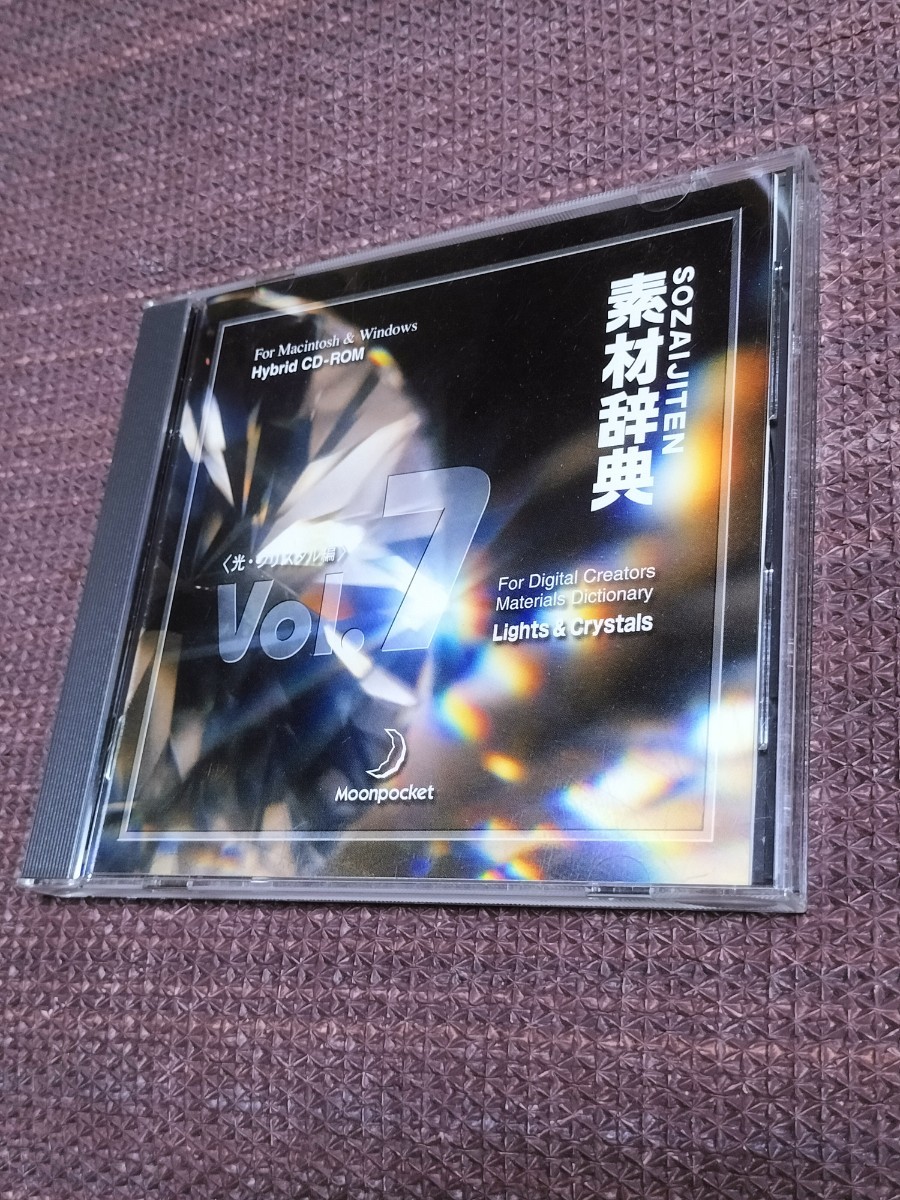 For Macintosh & Windows
Hybrid CD-ROM
SOZAIJITEN
素材辞典
〈光・クリスタル編〉
Vol.7
For Digital Creators
Materials Dictionary
Lights & Crystals
Moonpocket